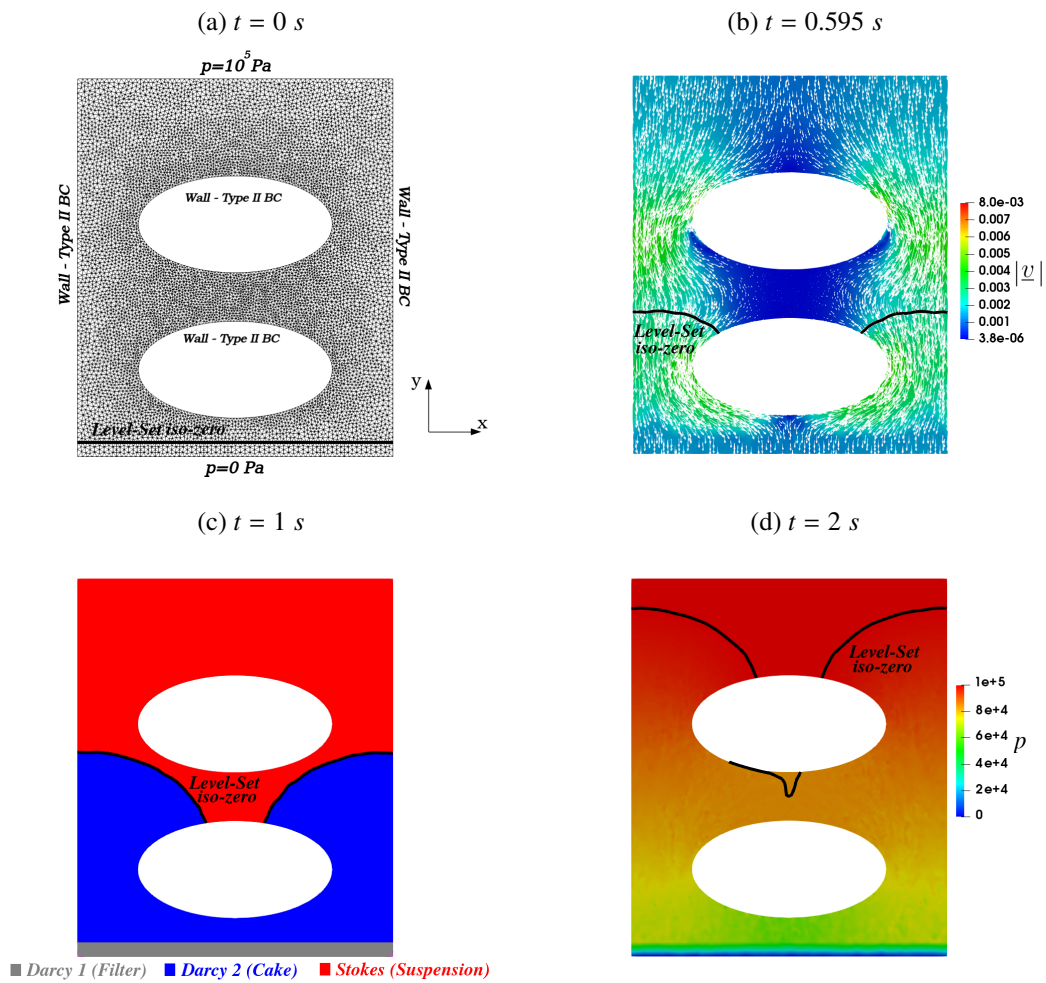 (a) t = 0 s
(b) t = 0.595 s
p=10^5 Pa
Wall - Type II BC
Wall - Type II BC
Wall - Type II BC
Wall - Type II BC
Level-Set iso-zero
p=0 Pa
y
x
Level-Set
iso-zero
8.0e-03
0.007
0.006
0.005
0.004
0.003
0.002
0.001
3.8e-06
|v|
(c) t = 1 s
(d) t = 2 s
Level-Set
iso-zero
Darcy 1 (Filter)
Darcy 2 (Cake)
Stokes (Suspension)
Level-Set
iso-zero
1e+5
8e+4
6e+4
4e+4
2e+4
0
p